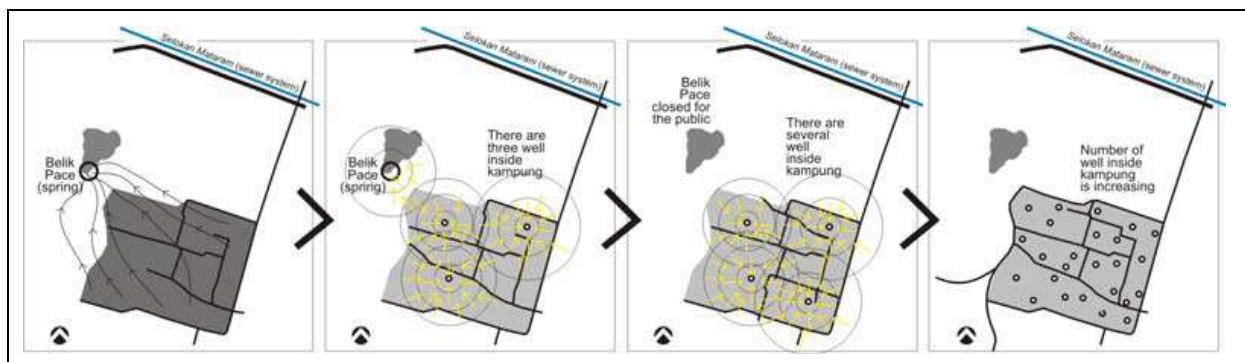 Selokan Mataram (sewer system)
Belik
Pace
(spring)
Selokan Mataram (sewer system)
Belik
Pace
(spring)
There are
three well
inside
kampung
Selokan Mataram (sewer system)
Belik
Pace
closed for
the public
There are
several
well
inside
kampung
Selokan Mataram (sewer system)
Number of
well inside
kampung
is increasing